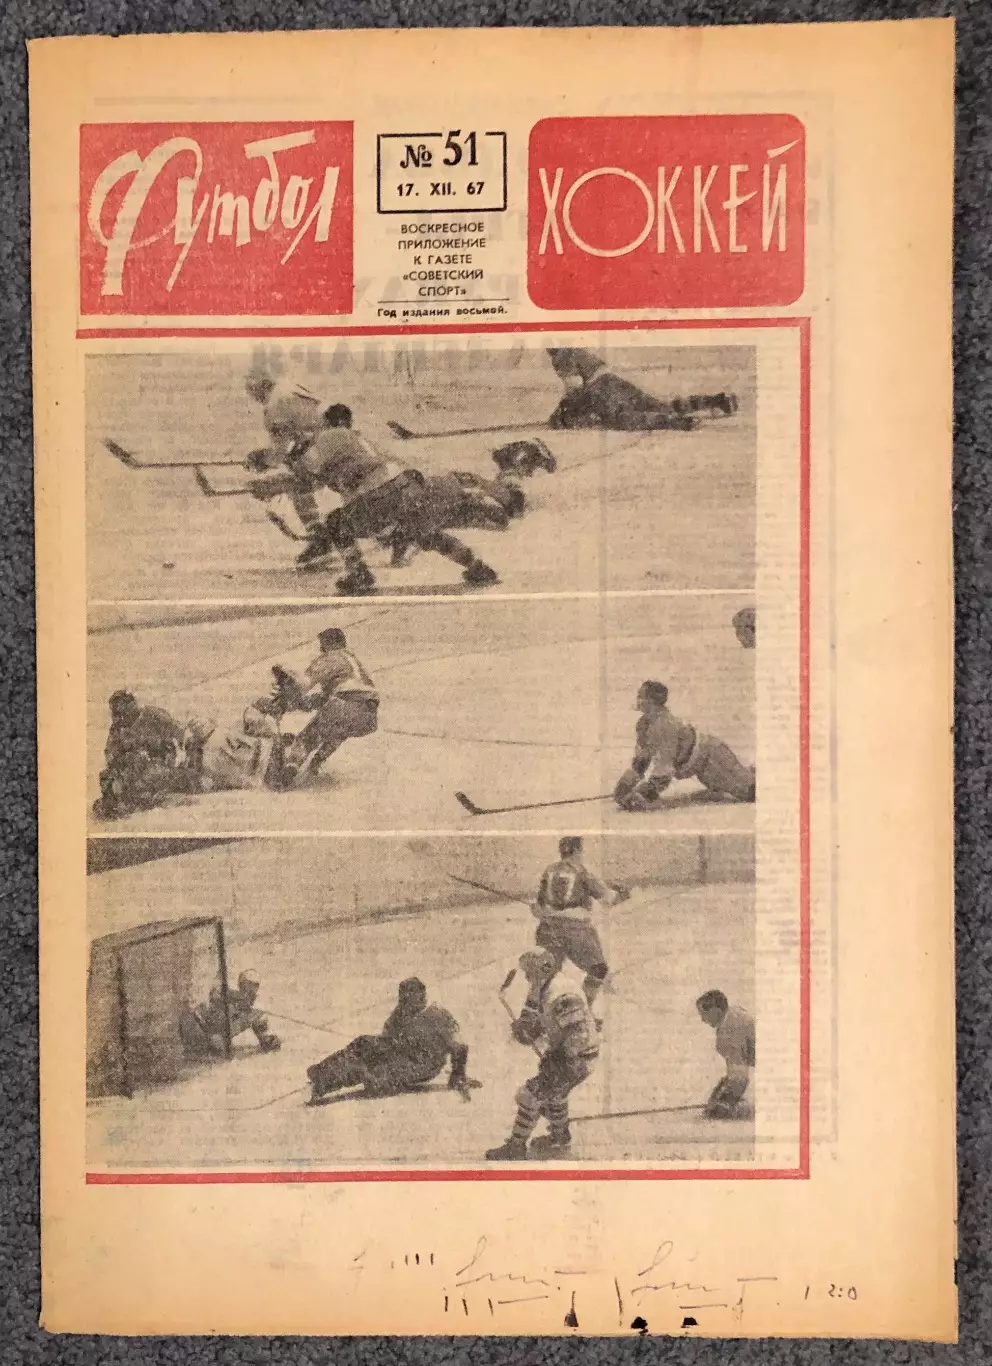 Футбол
№ 51
17. XII. 67
ВОСКРЕСНОЕ
ПРИЛОЖЕНИЕ
К ГАЗЕТЕ
«СОВЕТСКИЙ
СПОРТ»
Год издания восьмой.
ХОККЕЙ
17